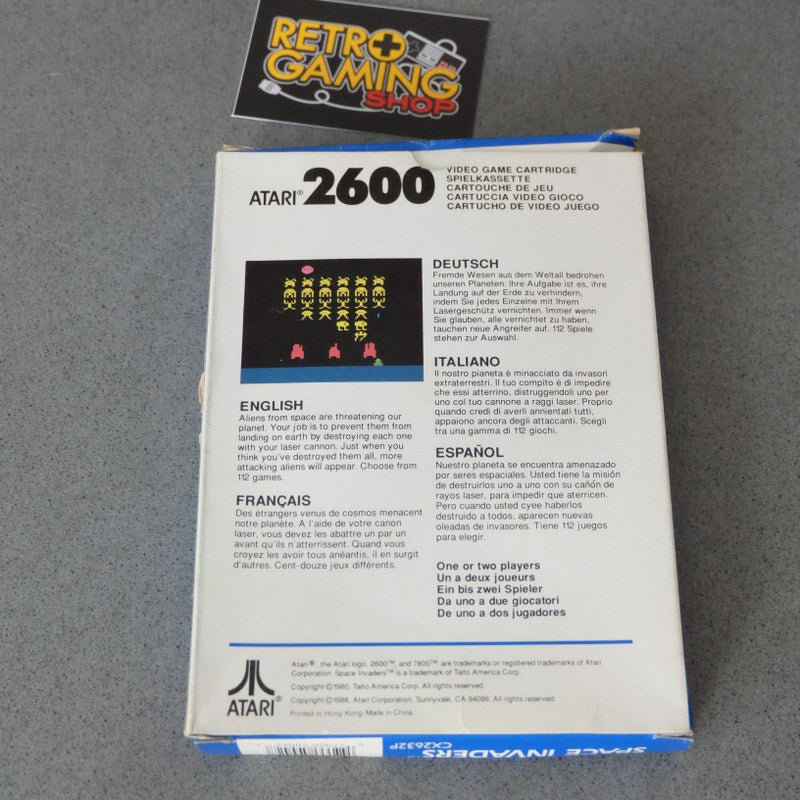 RETRO
GAMING
SHOP
ATARI® 2600
VIDEO GAME CARTRIDGE
SPIELKASSETTE
CARTOUCHE DE JEU
CARTUCCIA VIDEO GIOCO
CARTUCHO DE VIDEO JUEGO
ENGLISH
Aliens from space are threatening our
planet. Your job is to prevent them from
landing on earth by destroying each one
with your laser cannon. Just when you
think you've destroyed them all, more
attacking aliens will appear. Choose from
112 games.
FRANÇAIS
Des étrangers venus de cosmos menacent
notre planète. A l'aide de votre canon
laser, vous devez les abattre un par un
avant qu'ils n'atterrissent. Quand vous
croyez les avoir tous anéantis, il en surgit
d'autres. Cent-douze jeux différents.
DEUTSCH
Fremde Wesen aus dem Weltall bedrohen
unseren Planeten. Ihre Aufgabe ist es, ihre
Landung auf der Erde zu verhindern,
indem Sie jedes Einzelne mit Ihrem
Lasergeschütz vernichten. Immer wenn
Sie glauben, alle vernichtet zu haben,
tauchen neue Angreifer auf. 112 Spiele
stehen zur Auswahl.
ITALIANO
Il nostro pianeta è minacciato da invasori
extraterrestri. Il tuo compito è di impedire
che essi atterrino, distruggendoli uno per
uno col tuo cannone a raggi laser. Proprio
quando credi di averli annientati tutti,
appaiono ancora degli attaccanti. Scegli
tra una gamma di 112 giochi.
ESPAÑOL
Nuestro planeta se encuentra amenazado
por seres espaciales. Usted tiene la misión
de destruirlos uno a uno con su cañón de
rayos laser, para impedir que aterricen.
Pero cuando usted cyee haberlos
destruido a todos, aparecen nuevas
oleadas de invasores. Tiene 112 juegos
para elegir.
One or two players
Un a deux joueurs
Ein bis zwei Spieler
Da uno a due giocatori
De uno a dos jugadores
ATARI®
Atari®, the Atari logo, 2600™, and 7800™ are trademarks or registered trademarks of Atari
Corporation. Space Invaders™ is a trademark of Taito America Corp.
Copyright ©1980, Taito America Corp. All rights reserved.
Copyright ©1988, Atari Corporation, Sunnyvale, CA 94086. All rights reserved.
Printed in Hong Kong/Made in China.
SPACE INVADERS
CX2632P